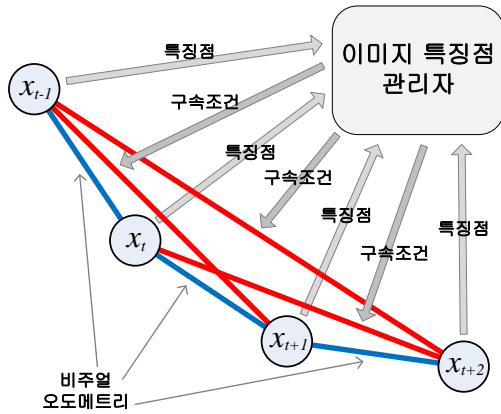 특징점
이미지 특징점
관리자
x_{t-1}
구속조건
특징점
구속조건
특징점
x_t
구속조건
특징점
x_{t+1}
x_{t+2}
비주얼
오도메트리